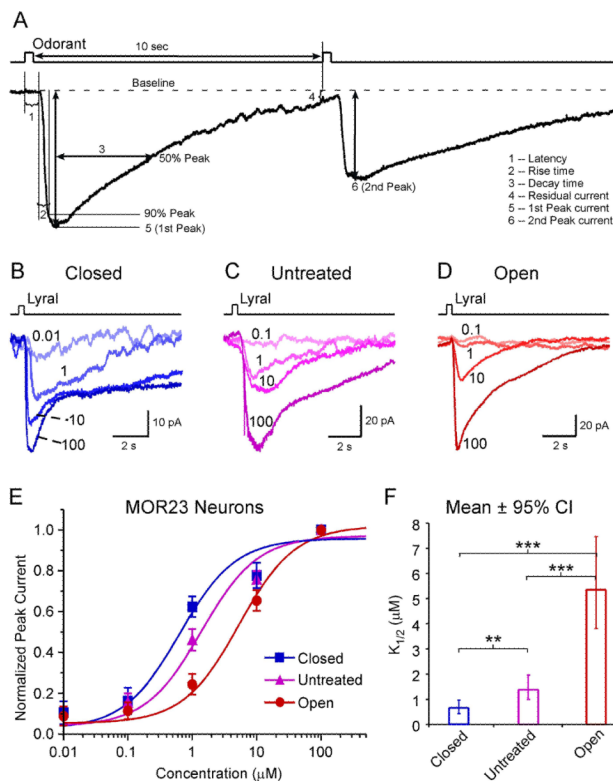 A
Odorant
10 sec
Baseline
4
1
3
50% Peak
2
90% Peak
5 (1st Peak)
6 (2nd Peak)
1 -- Latency
2 -- Rise time
3 -- Decay time
4 -- Residual current
5 -- 1st Peak current
6 -- 2nd Peak current
B Closed
Lyral
0.01
1
-10
100
10 pA
2 s
C Untreated
Lyral
0.1
1
10
100
20 pA
2 s
D Open
Lyral
0.1
10
100
20 pA
2 s
E MOR23 Neurons
Normalized Peak Current
1.0
0.8
0.6
0.4
0.2
0.0
0.01
0.1
1
10
100
Concentration (μM)
Closed
Untreated
Open
F Mean ± 95% CI
K1/2 (μM)
8
7
6
5
4
3
2
1
0
***
***
**
Closed
Untreated
Open